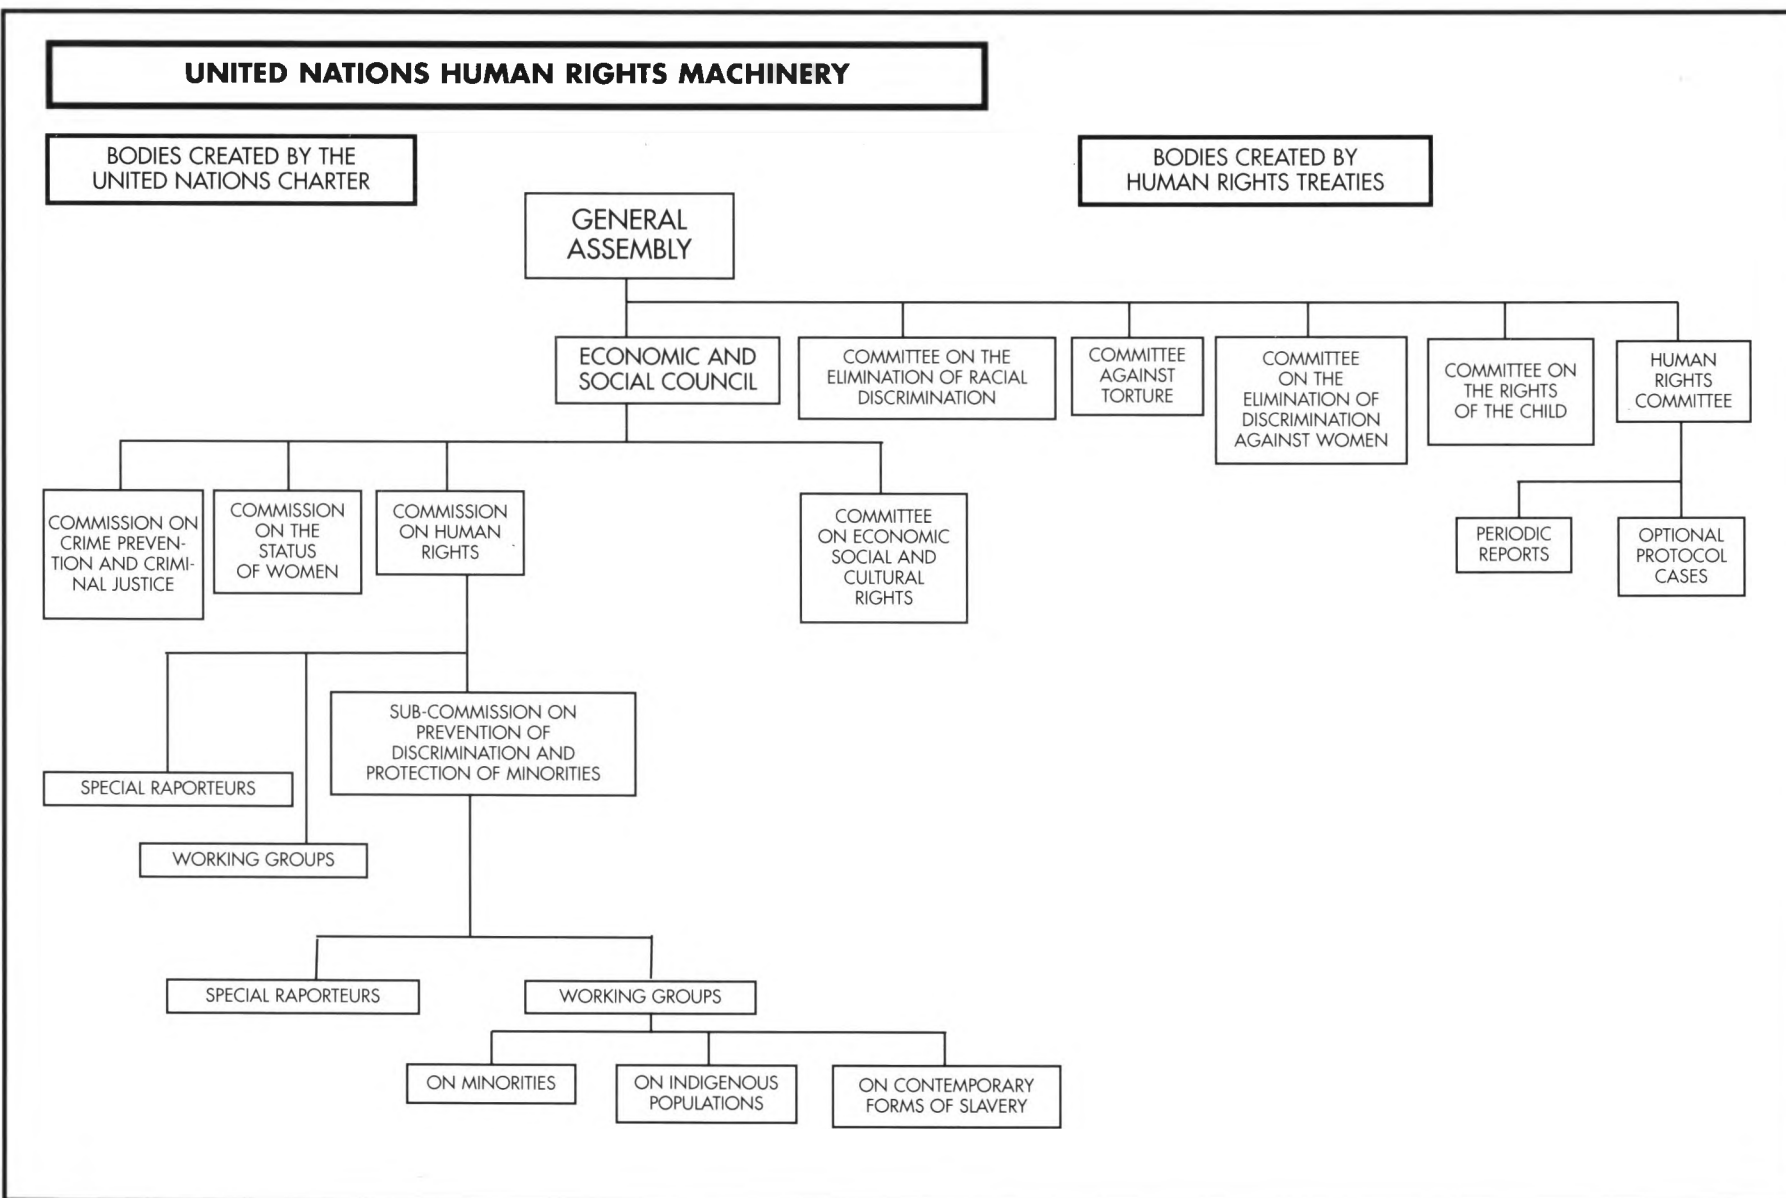 UNITED NATIONS HUMAN RIGHTS MACHINERY
BODIES CREATED BY THE
UNITED NATIONS CHARTER
BODIES CREATED BY
HUMAN RIGHTS TREATIES
GENERAL
ASSEMBLY
ECONOMIC AND
SOCIAL COUNCIL
COMMITTEE ON THE
ELIMINATION OF RACIAL
DISCRIMINATION
COMMITTEE
AGAINST
TORTURE
COMMITTEE
ON THE
ELIMINATION OF
DISCRIMINATION
AGAINST WOMEN
COMMITTEE ON
THE RIGHTS
OF THE CHILD
HUMAN
RIGHTS
COMMITTEE
COMMISSION ON
CRIME PREVEN-
TION AND CRIMI-
NAL JUSTICE
COMMISSION
ON THE
STATUS
OF WOMEN
COMMISSION
ON HUMAN
RIGHTS
COMMITTEE
ON ECONOMIC
SOCIAL AND
CULTURAL
RIGHTS
PERIODIC
REPORTS
OPTIONAL
PROTOCOL
CASES
SUB-COMMISSION ON
PREVENTION OF
DISCRIMINATION AND
PROTECTION OF MINORITIES
SPECIAL RAPORTEURS
WORKING GROUPS
SPECIAL RAPORTEURS
WORKING GROUPS
ON MINORITIES
ON INDIGENOUS
POPULATIONS
ON CONTEMPORARY
FORMS OF SLAVERY